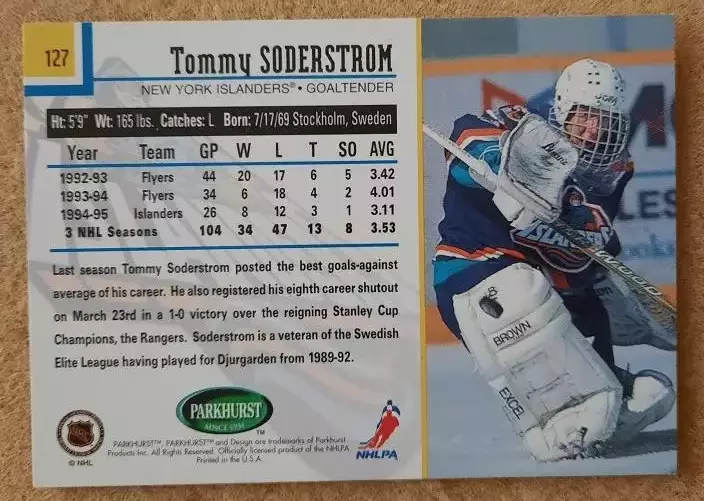 127
Tommy SODERSTROM
NEW YORK ISLANDERS® • GOALTENDER
Ht: 5'9" Wt: 165 lbs. Catches: L Born: 7/17/69 Stockholm, Sweden
Year Team GP W L T SO AVG
1992-93 Flyers 44 20 17 6 5 3.42
1993-94 Flyers 34 6 18 4 2 4.01
1994-95 Islanders 26 8 12 3 1 3.11
3 NHL Seasons 104 34 47 13 8 3.53
Last season Tommy Soderstrom posted the best goals-against
average of his career. He also registered his eighth career shutout
on March 23rd in a 1-0 victory over the reigning Stanley Cup
Champions, the Rangers. Soderstrom is a veteran of the Swedish
Elite League having played for Djurgarden from 1989-92.
PARKHURST
SINCE 1951
™
NHL
© NHL
PARKHURST™, PARKHURST™ and Design are trademarks of Parkhurst
Products Inc. All Rights Reserved. Officially licensed product of the NHLPA
Printed in the U.S.A.
NHLPA
ISLANDERS
BROWN
EXCEL